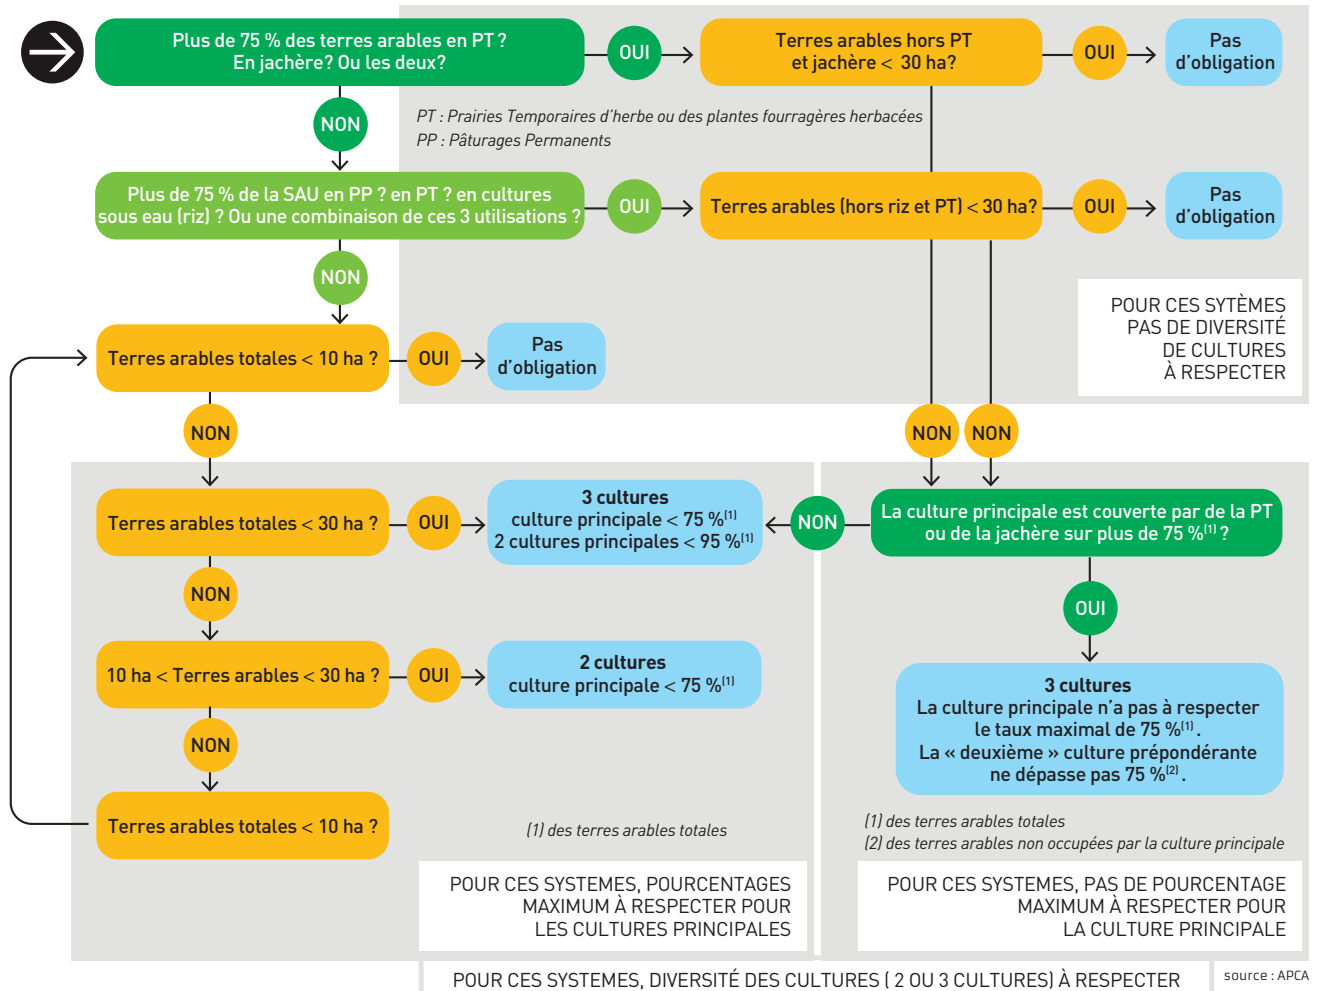 Plus de 75 % des terres arables en PT ?
En jachère? Ou les deux?
OUI
Terres arables hors PT
et jachère < 30 ha?
OUI
Pas
d'obligation
NON
PT : Prairies Temporaires d'herbe ou des plantes fourragères herbacées
PP : Pâturages Permanents
Plus de 75 % de la SAU en PP ? en PT ? en cultures
sous eau (riz) ? Ou une combinaison de ces 3 utilisations ?
OUI
Terres arables (hors riz et PT) < 30 ha?
OUI
Pas
d'obligation
NON
POUR CES SYTÈMES
PAS DE DIVERSITÉ
DE CULTURES
À RESPECTER
Terres arables totales < 10 ha ?
OUI
Pas
d'obligation
NON
NON
NON
Terres arables totales < 30 ha ?
OUI
3 cultures
culture principale < 75 %(1)
2 cultures principales < 95 %(1)
NON
La culture principale est couverte par de la PT
ou de la jachère sur plus de 75 %(1) ?
NON
OUI
10 ha < Terres arables < 30 ha ?
OUI
2 cultures
culture principale < 75 %(1)
3 cultures
La culture principale n'a pas à respecter
le taux maximal de 75 %(1) .
La « deuxième » culture prépondérante
ne dépasse pas 75 %(2) .
NON
Terres arables totales < 10 ha ?
(1) des terres arables totales
(1) des terres arables totales
(2) des terres arables non occupées par la culture principale
POUR CES SYSTEMES, POURCENTAGES
MAXIMUM À RESPECTER POUR
LES CULTURES PRINCIPALES
POUR CES SYSTEMES, PAS DE POURCENTAGE
MAXIMUM À RESPECTER POUR
LA CULTURE PRINCIPALE
POUR CES SYSTEMES, DIVERSITÉ DES CULTURES ( 2 OU 3 CULTURES) À RESPECTER
source : APCA